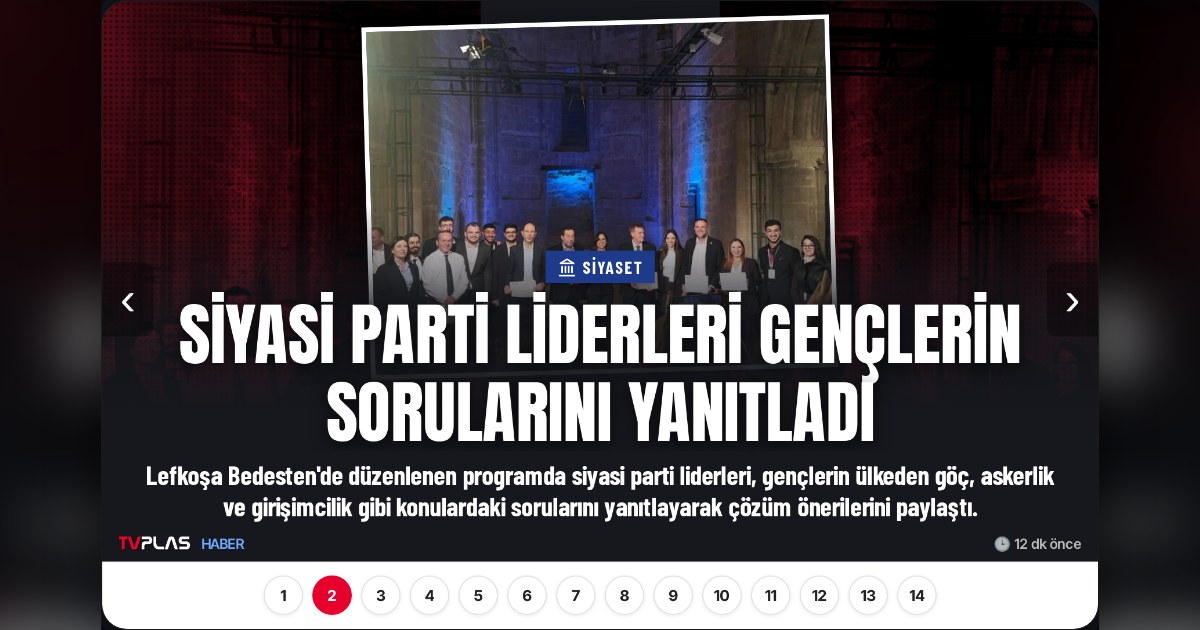 SİYASET
SİYASİ PARTİ LİDERLERİ GENÇLERİN
SORULARINI YANITLADI
Lefkoşa Bedesten'de düzenlenen programda siyasi parti liderleri, gençlerin ülkeden göç, askerlik
ve girişimcilik gibi konulardaki sorularını yanıtlayarak çözüm önerilerini paylaştı.
TVPLAS HABER
12 dk önce
1 2 3 4 5 6 7 8 9 10 11 12 13 14